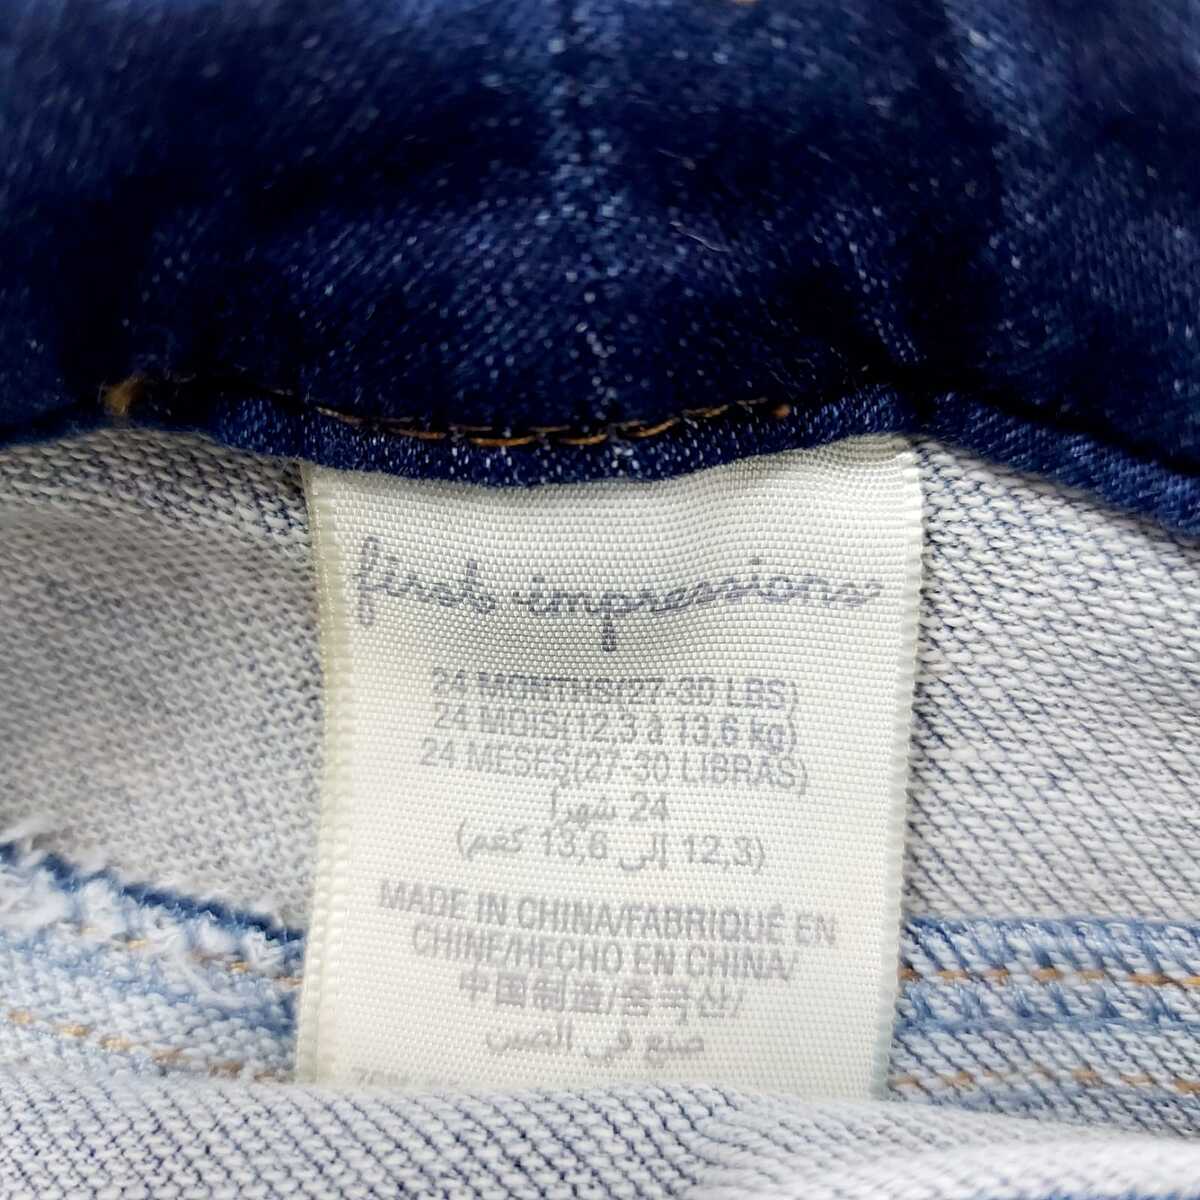 first impressions
24 MONTHS(27-30 LBS)
24 MOIS(12,3 à 13,6 kg)
24 MESES(27-30 LIBRAS)
24 شهرا
(12,3 إلى 13,6 كغم)
MADE IN CHINA/FABRIQUÉ EN
CHINE/HECHO EN CHINA/
中国制造/중국산/
صنع في الصين